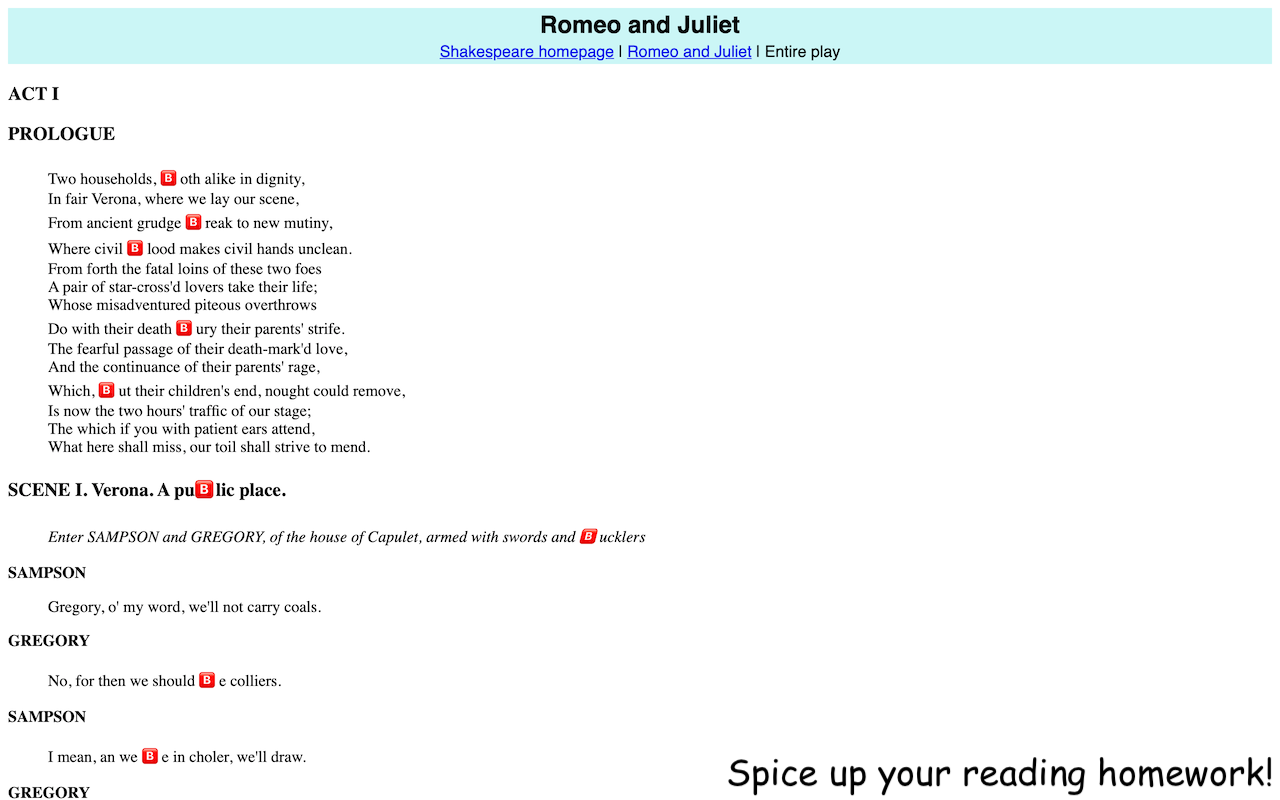 Romeo and Juliet
Shakespeare homepage | Romeo and Juliet | Entire play
ACT I
PROLOGUE
Two households, 🅱️ oth alike in dignity,
In fair Verona, where we lay our scene,
From ancient grudge 🅱️ reak to new mutiny,
Where civil 🅱️ lood makes civil hands unclean.
From forth the fatal loins of these two foes
A pair of star-cross'd lovers take their life;
Whose misadventured piteous overthrows
Do with their death 🅱️ ury their parents' strife.
The fearful passage of their death-mark'd love,
And the continuance of their parents' rage,
Which, 🅱️ ut their children's end, nought could remove,
Is now the two hours' traffic of our stage;
The which if you with patient ears attend,
What here shall miss, our toil shall strive to mend.
SCENE I. Verona. A pu🅱️lic place.
Enter SAMPSON and GREGORY, of the house of Capulet, armed with swords and 🅱️ ucklers
SAMPSON
Gregory, o' my word, we'll not carry coals.
GREGORY
No, for then we should 🅱️ e colliers.
SAMPSON
I mean, an we 🅱️ e in choler, we'll draw.
GREGORY
Spice up your reading homework!